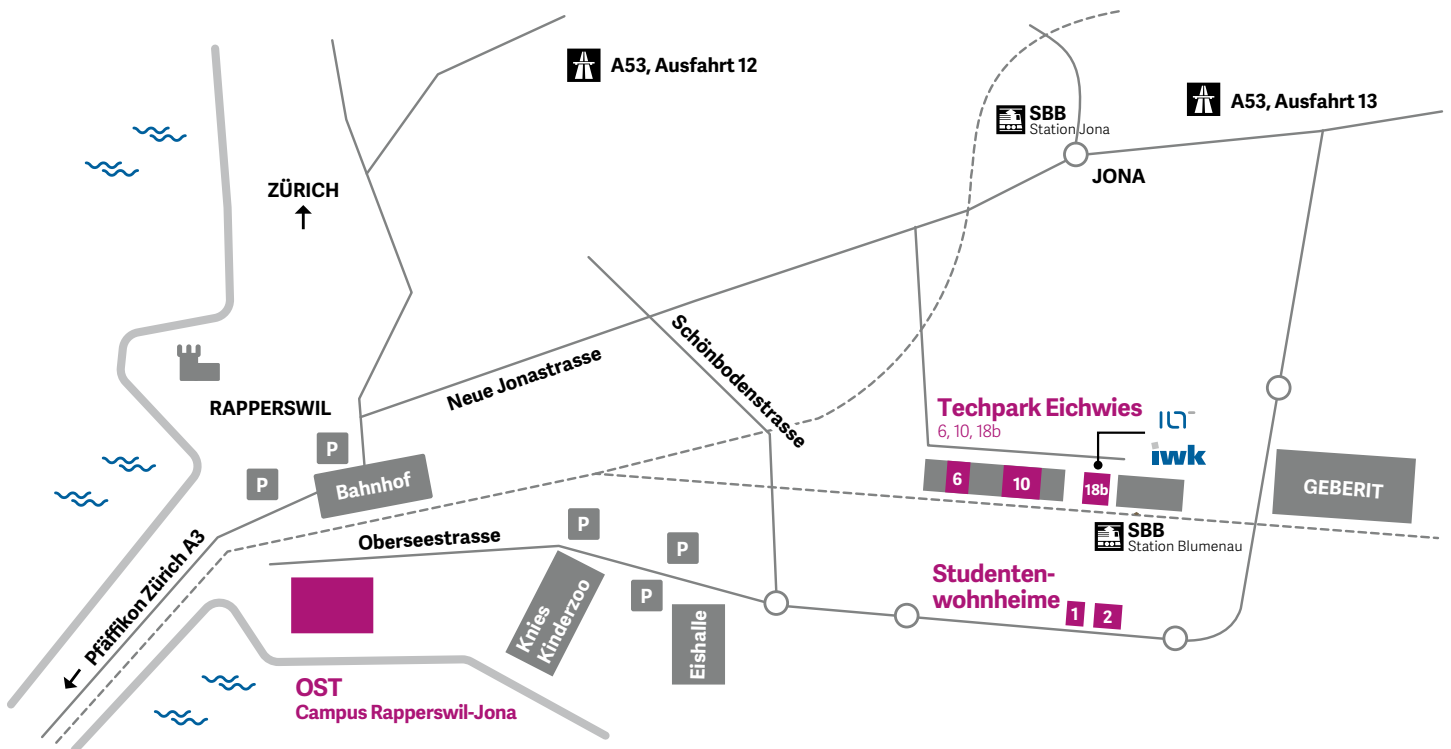 A53, Ausfahrt 12
A53, Ausfahrt 13
SBB
Station Jona
ZÜRICH
JONA
Schönbodenstrasse
Neue Jonastrasse
RAPPERSWIL
Techpark Eichwies
6, 10, 18b
ILT
iwk
P
P
Bahnhof
6
10
18b
GEBERIT
SBB
Station Blumenau
P
P
P
Oberseestrasse
Pfäffikon Zürich A3
Knies
Kinderzoo
Eishalle
Studenten-
wohnheime
1
2
OST
Campus Rapperswil-Jona